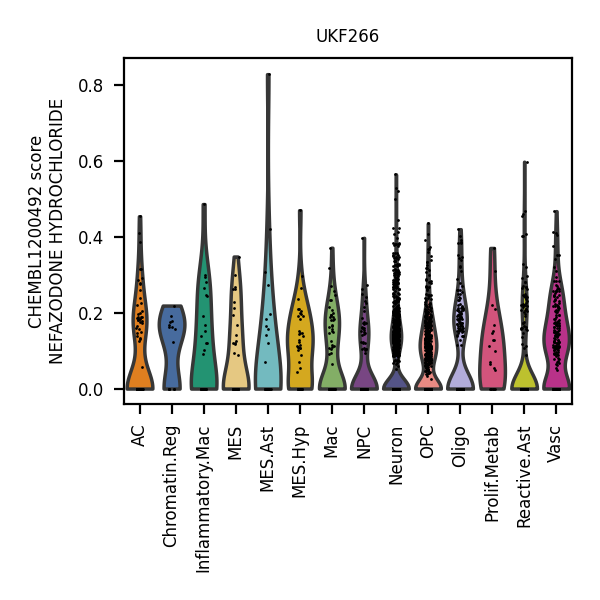 UKF266
CHEMBL1200492 score
NEFAZODONE HYDROCHLORIDE
0.8
0.6
0.4
0.2
0.0
AC
Chromatin.Reg
Inflammatory.Mac
MES
MES.Ast
MES.Hyp
Mac
NPC
Neuron
OPC
Oligo
Prolif.Metab
Reactive.Ast
Vasc